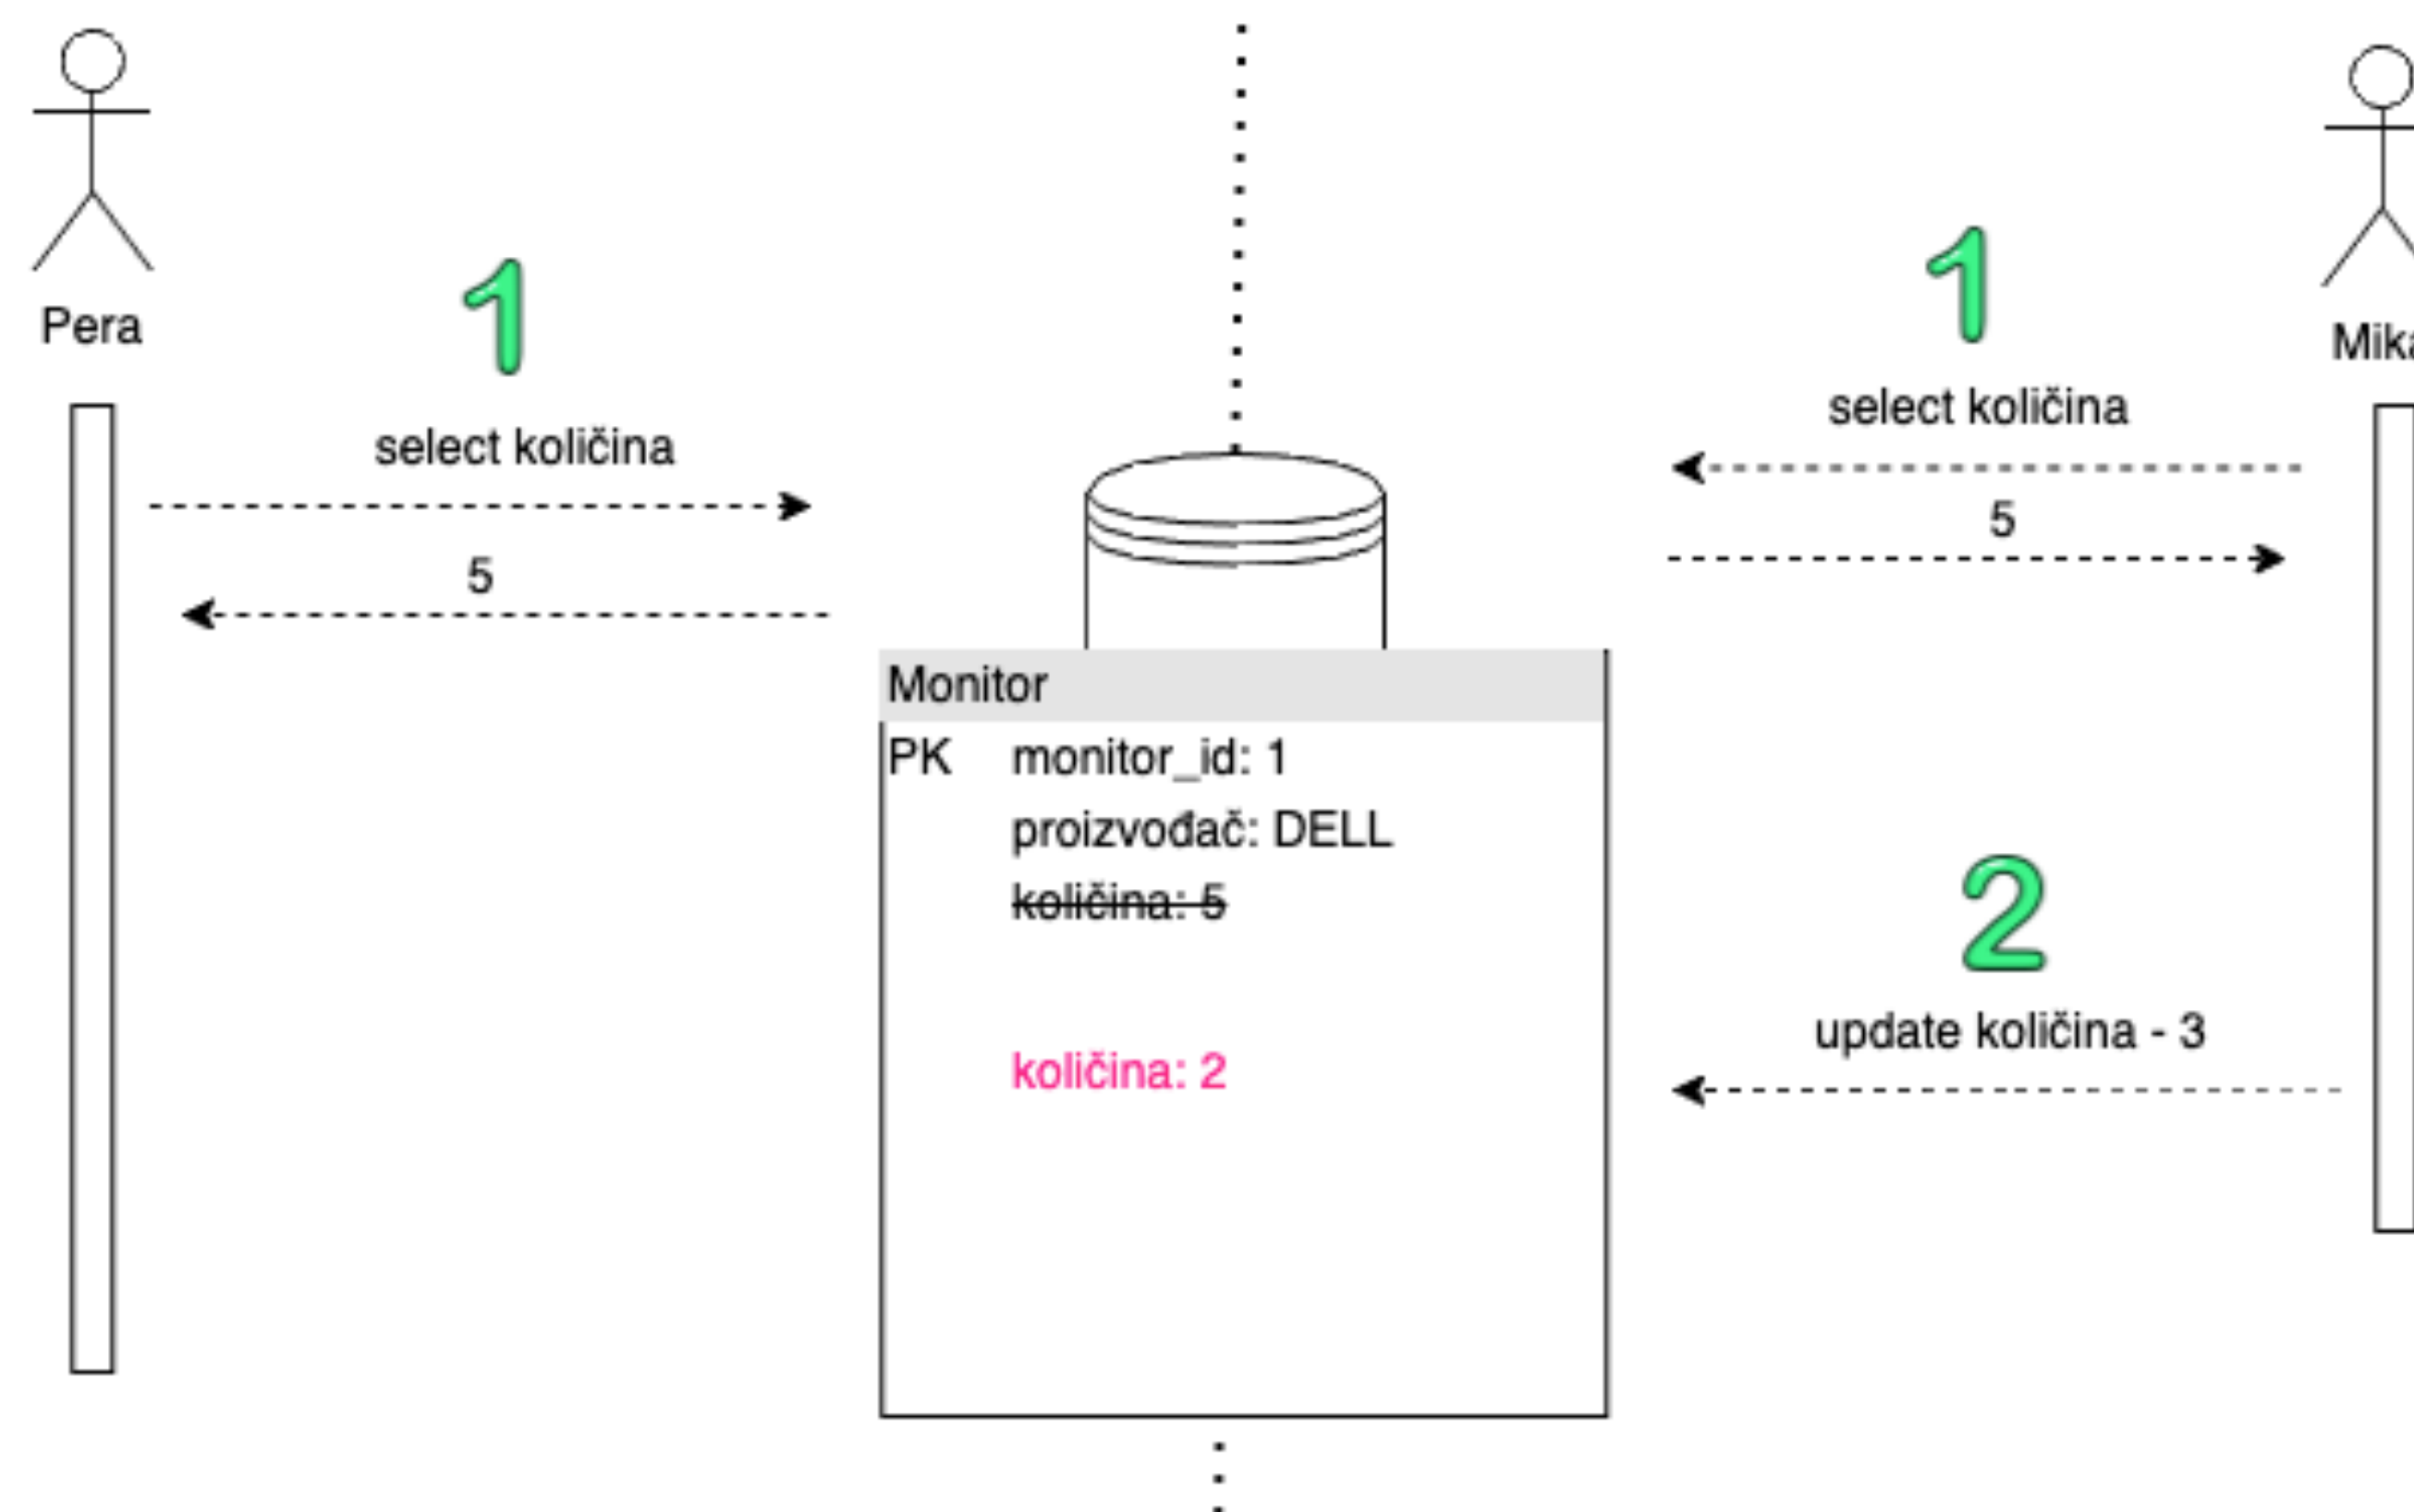 Pera
1
select količina
5
1
select količina
5
Mika
Monitor
PK monitor_id: 1
proizvođač: DELL
količina: 5
količina: 2
2
update količina - 3